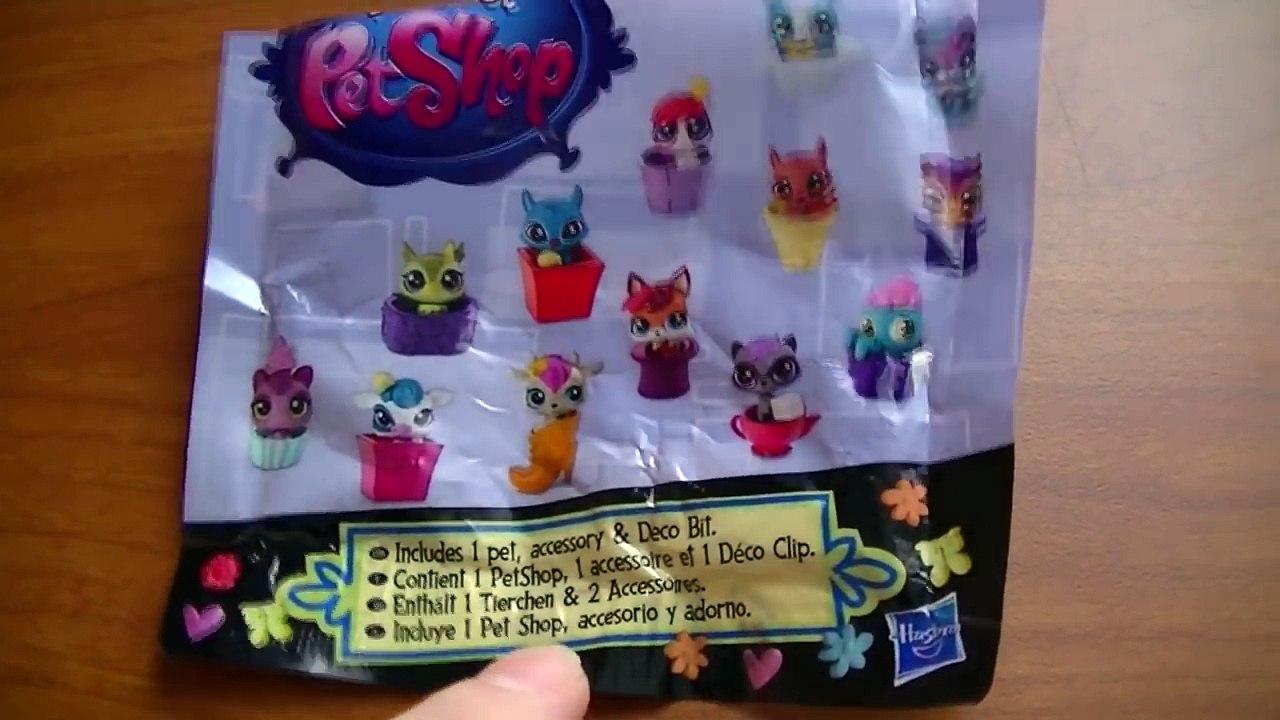 PetShop
Includes 1 pet, accessory & Deco Bit.
Contient 1 PetShop, 1 accessoire et 1 Déco Clip.
Enthält 1 Tierchen & 2 Accessoires.
Incluye 1 Pet Shop, accesorio y adorno.
Hasbro